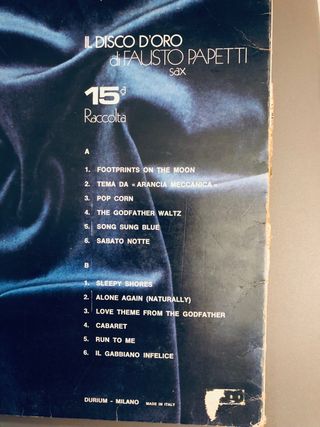 IL DISCO D'ORO
di FAUSTO PAPETTI
sax
15ª
Raccolta
A
1. FOOTPRINTS ON THE MOON
2. TEMA DA « ARANCIA MECCANICA »
3. POP CORN
4. THE GODFATHER WALTZ
5. SONG SUNG BLUE
6. SABATO NOTTE
B
1. SLEEPY SHORES
2. ALONE AGAIN (NATURALLY)
3. LOVE THEME FROM THE GODFATHER
4. CABARET
5. RUN TO ME
6. IL GABBIANO INFELICE
DURIUM - MILANO MADE IN ITALY